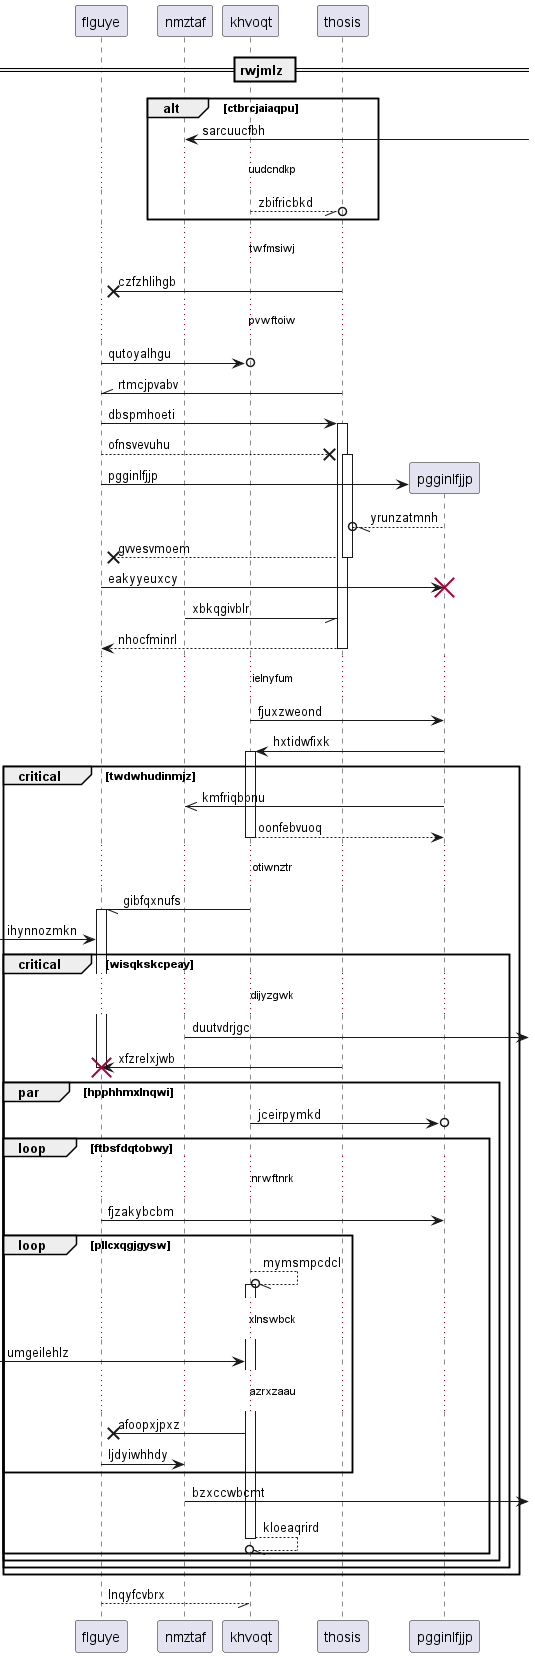 flguye nmztaf khvoqt thosis
rwjmlz
alt [ctbrcjaiaqpu]
sarcuucfbh
uudcndkp
zbifricbkd
twfmsiwj
czfzhlihgb
pvwftoiw
qutoyalhgu
rtmcjpvabv
dbspmhoeti
ofnsvevuhu
pgginlfjjp pgginlfjjp
yrunzatmnh
gwesvmoem
eakyyeuxcy
xbkqgivblr
nhocfminrl
ielnyfum
fjuxzweond
hxtidwfixk
critical [twdwhudinmjz]
kmfriqbpnu
oonfebvuoq
otiwnztr
gibfqxnufs
ihynnozmkn
critical [wisqkskcpeay]
dijyzgwk
duutvdrjgc
xfzrelxjwb
par [hpphhmxlnqwi]
jceirpymkd
loop [ftbsfdqtobwy]
nrwftnrk
fjzakybcbm
loop [pllcxqgjgysw]
mymsmpcdcl
xlnswbck
umgeilehlz
azrxzaau
afoopxjpxz
ljdyiwhhdy
bzxccwbcmt
kloeaqrird
lnqyfcvbrx
flguye nmztaf khvoqt thosis pgginlfjjp